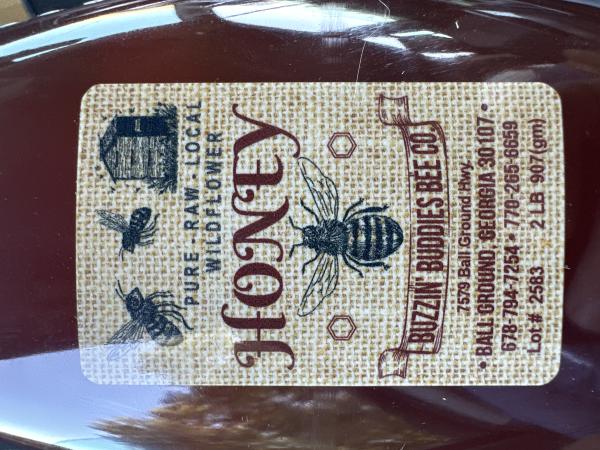 PURE - RAW - LOCAL
WILDFLOWER
HONEY
BUZZIN' BUDDIES BEE CO.
7579 Ball Ground Hwy.
• BALL GROUND, GEORGIA 30107 •
678-794-7254 • 770-265-6659
Lot # 2583 2 LB 907(gm)